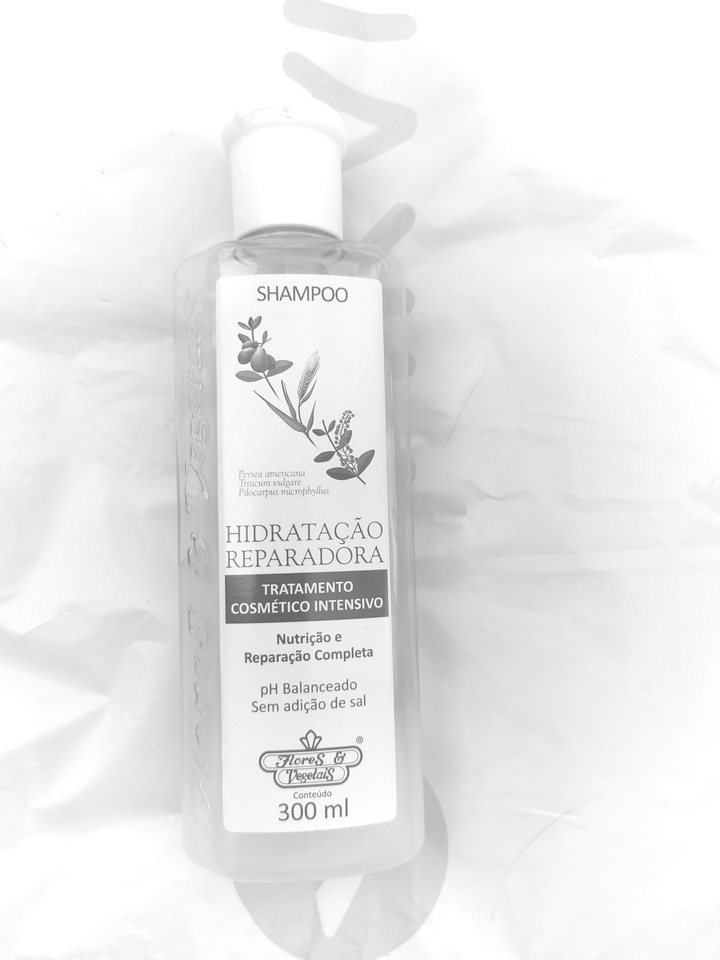 SHAMPOO
Persea americana
Triticum vulgare
Pilocarpus microphyllus
HIDRATAÇÃO
REPARADORA
TRATAMENTO
COSMÉTICO INTENSIVO
Nutrição e
Reparação Completa
pH Balanceado
Sem adição de sal
Flores &
Vegetais
®
Conteúdo
300 ml